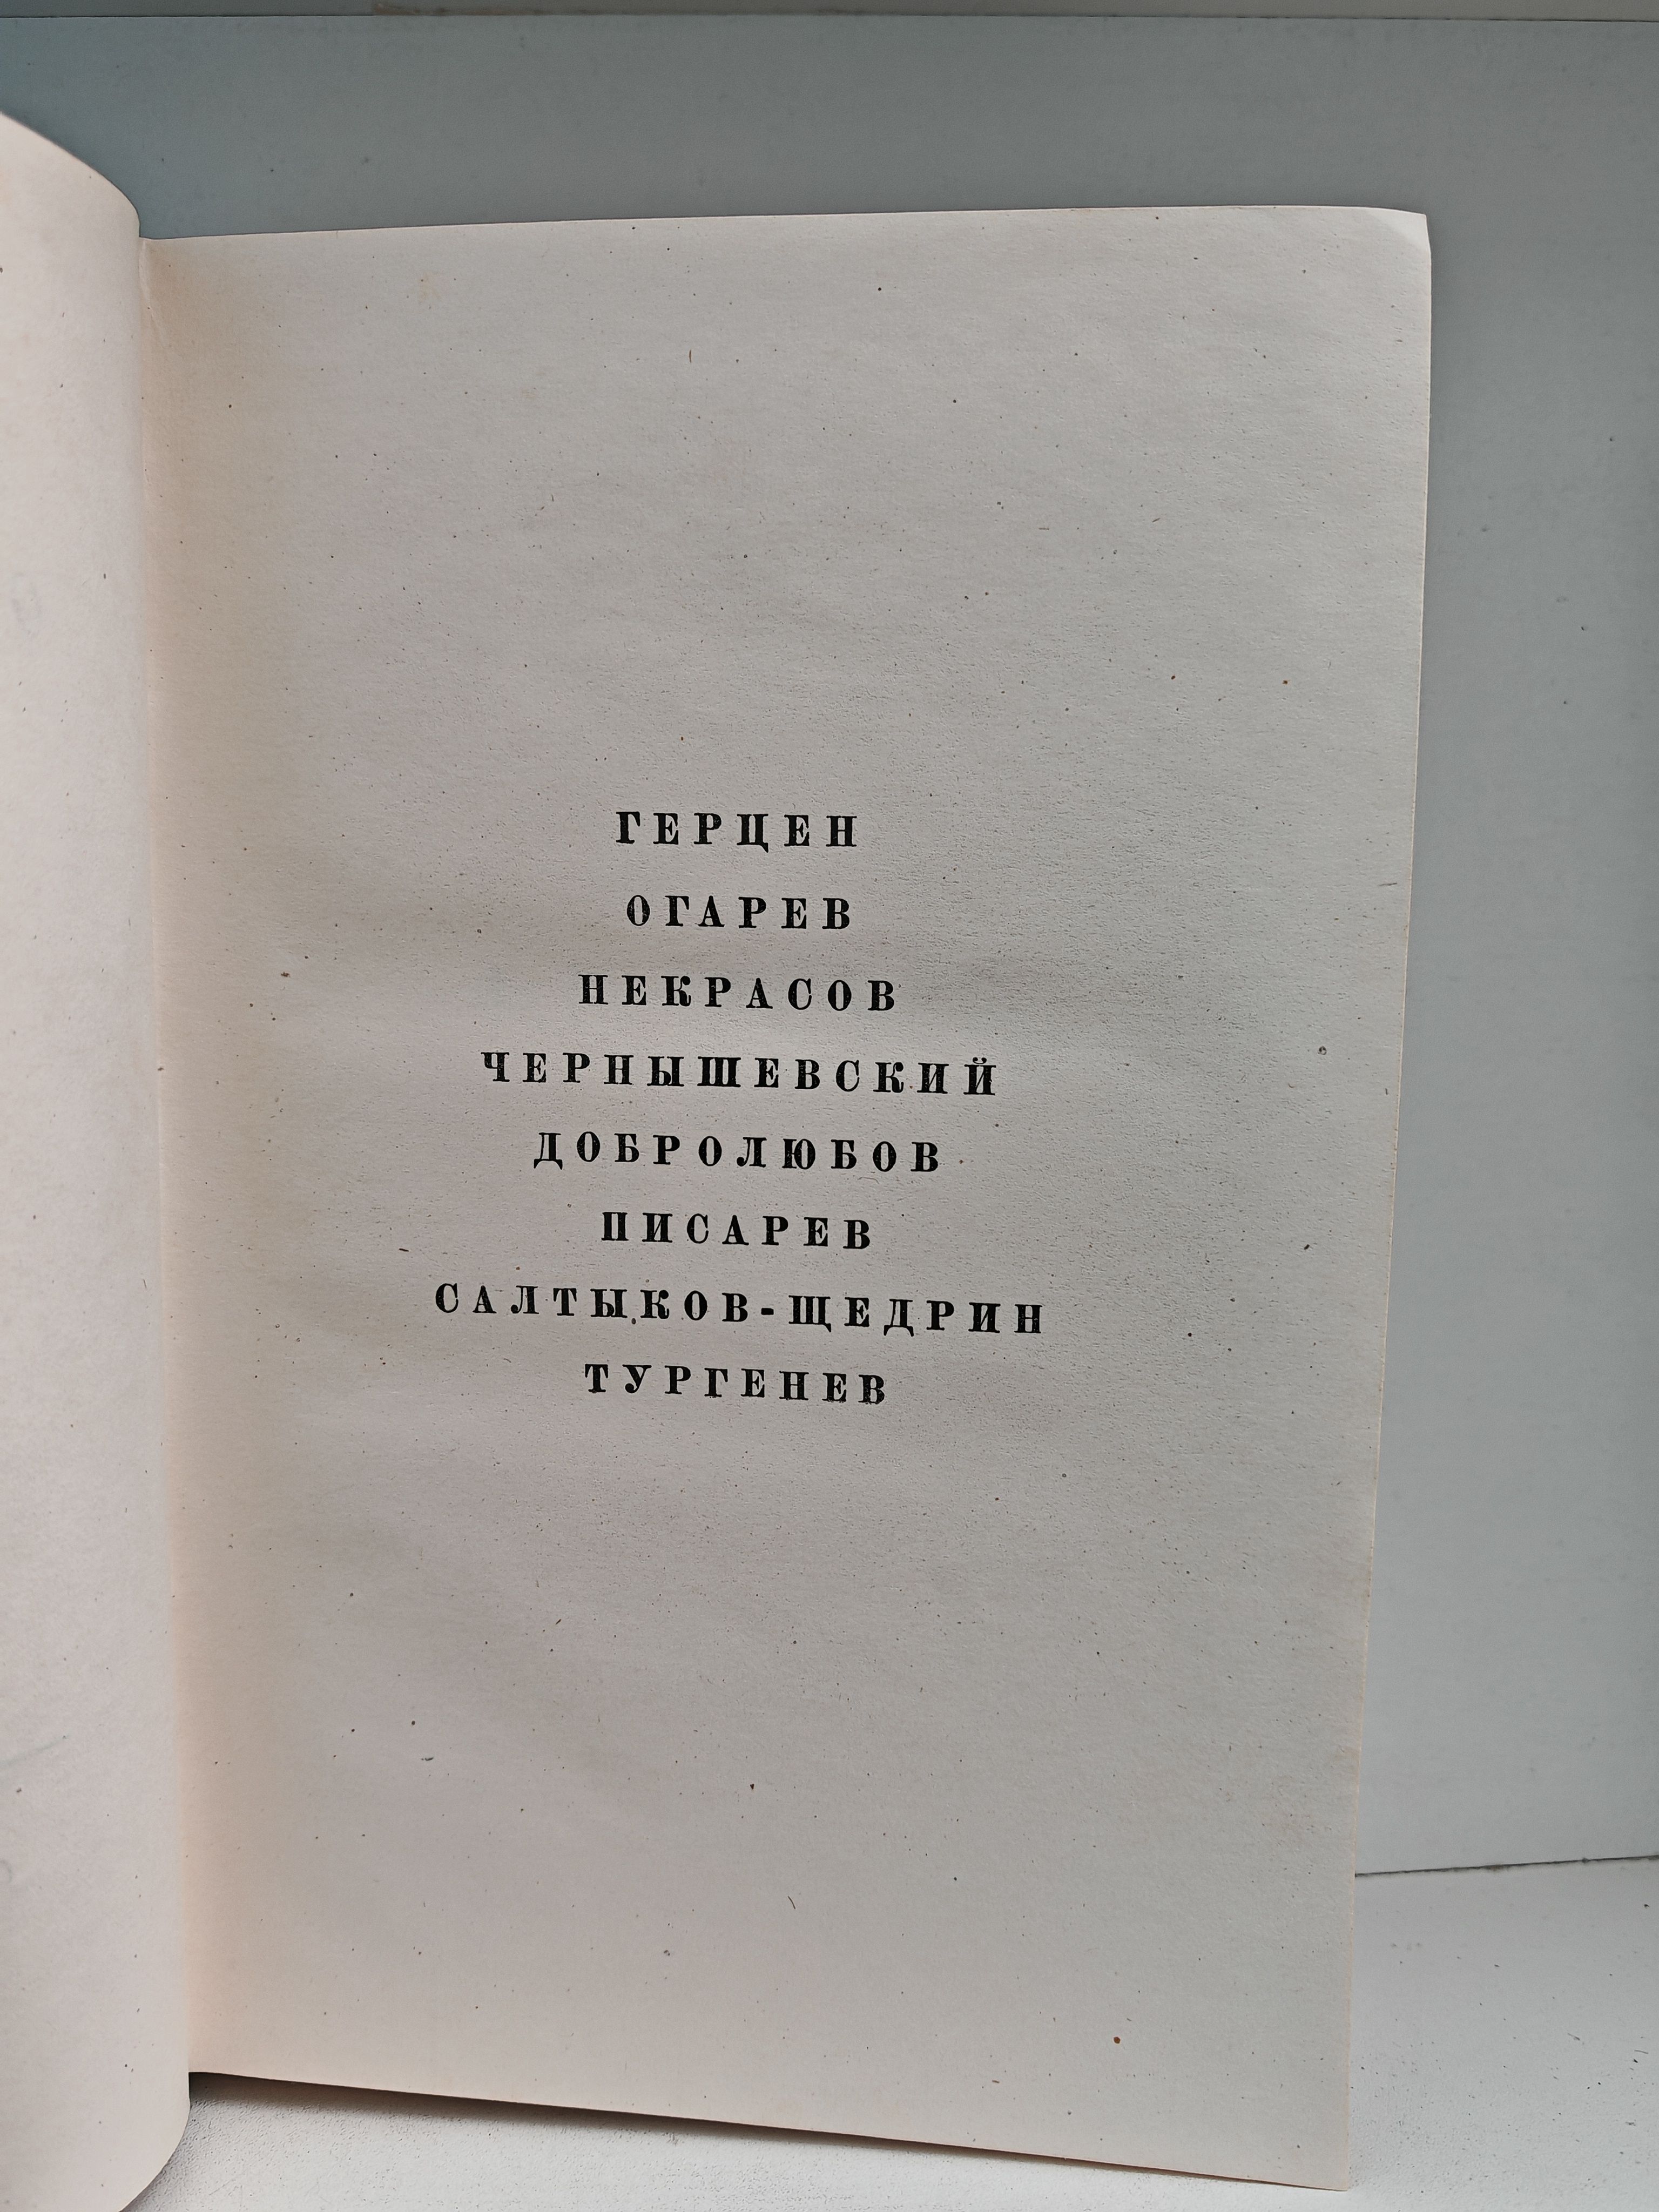 ГЕРЦЕН
ОГАРЕВ
НЕКРАСОВ
ЧЕРНЫШЕВСКИЙ
ДОБРОЛЮБОВ
ПИСАРЕВ
САЛТЫКОВ-ЩЕДРИН
ТУРГЕНЕВ